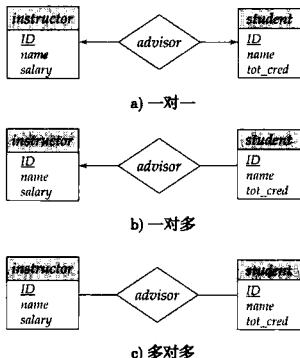 instructor
ID
name
salary
advisor
student
ID
name
tot_cred
a) 一对一
instructor
ID
name
salary
advisor
student
ID
name
tot_cred
b) 一对多
instructor
ID
name
salary
advisor
student
ID
name
tot_cred
c) 多对多